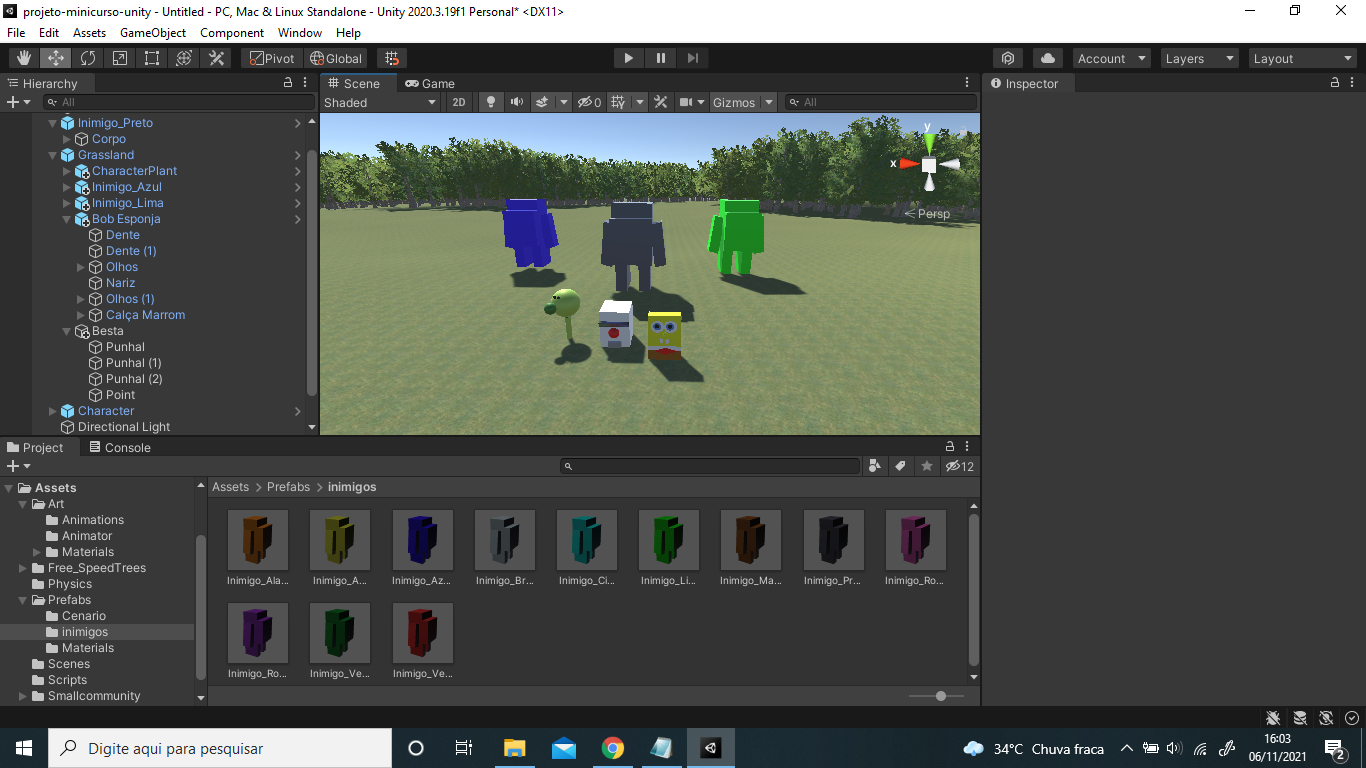 projeto-minicurso-unity - Untitled - PC, Mac & Linux Standalone - Unity 2020.3.19f1 Personal* <DX11>
File Edit Assets GameObject Component Window Help
Pivot Global Account Layers Layout
Hierarchy
All
Inimigo_Preto
Corpo
Grassland
CharacterPlant
Inimigo_Azul
Inimigo_Lima
Bob Esponja
Dente
Dente (1)
Olhos
Nariz
Olhos (1)
Calça Marrom
Besta
Punhal
Punhal (1)
Punhal (2)
Point
Character
Directional Light
Scene Game
Shaded 2D 0 Gizmos All
y
x
Persp
Inspector
Project Console
12
Assets
Art
Animations
Animator
Materials
Free_SpeedTrees
Physics
Prefabs
Cenario
inimigos
Materials
Scenes
Scripts
Smallcommunity
Assets > Prefabs > inimigos
Inimigo_Ala... Inimigo_A... Inimigo_Az... Inimigo_Br... Inimigo_Ci... Inimigo_Li... Inimigo_Ma... Inimigo_Pr... Inimigo_Ro...
Inimigo_Ro... Inimigo_Ve... Inimigo_Ve...
Digite aqui para pesquisar
34°C Chuva fraca
16:03
06/11/2021
2